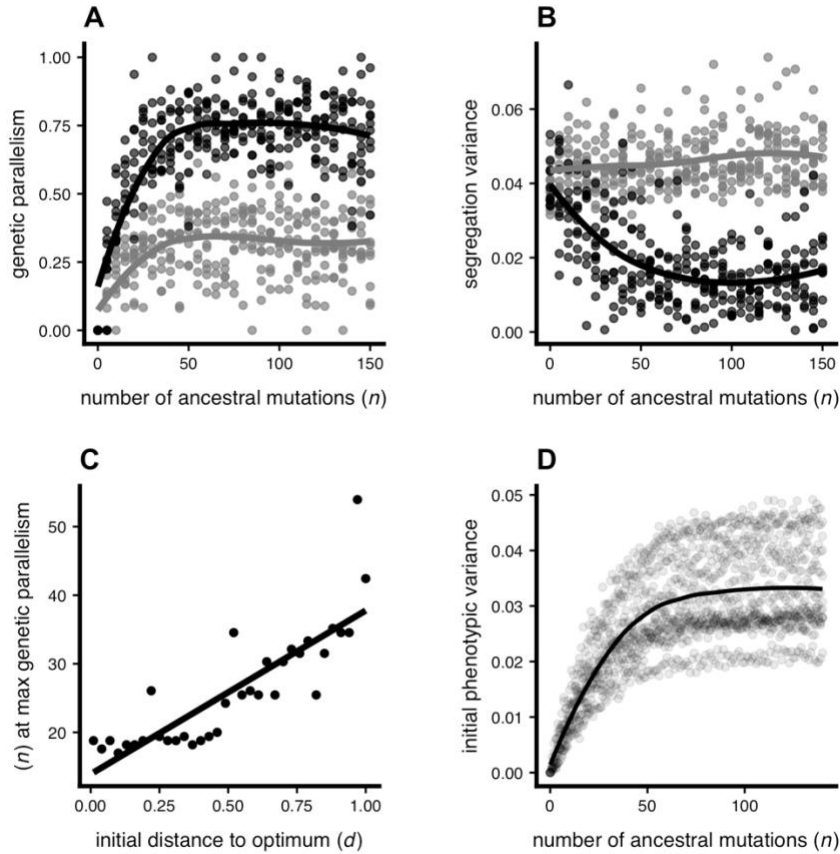 A
genetic parallelism
1.00
0.75
0.50
0.25
0.00
0
50
100
150
number of ancestral mutations (n)
B
segregation variance
0.06
0.04
0.02
0.00
0
50
100
150
number of ancestral mutations (n)
C
(n) at max genetic parallelism
50
40
30
20
0.00
0.25
0.50
0.75
1.00
initial distance to optimum (d)
D
initial phenotypic variance
0.05
0.04
0.03
0.02
0.01
0.00
0
50
100
number of ancestral mutations (n)